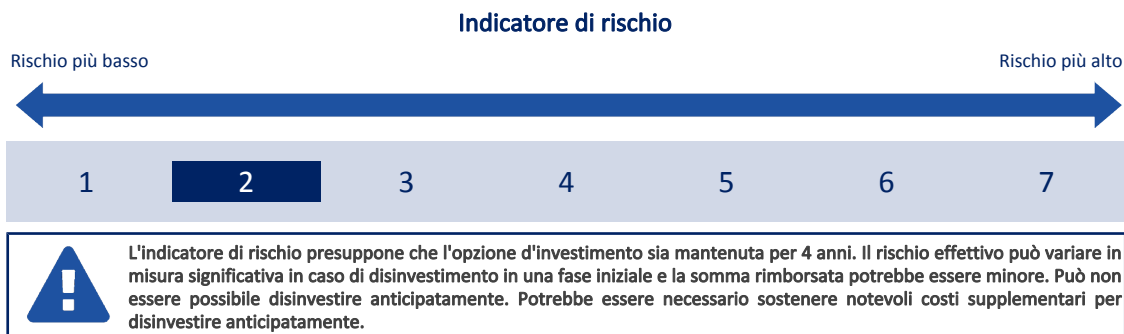 Indicatore di rischio
Rischio più basso
Rischio più alto
1 2 3 4 5 6 7
L'indicatore di rischio presuppone che l'opzione d'investimento sia mantenuta per 4 anni. Il rischio effettivo può variare in
misura significativa in caso di disinvestimento in una fase iniziale e la somma rimborsata potrebbe essere minore. Può non
essere possibile disinvestire anticipatamente. Potrebbe essere necessario sostenere notevoli costi supplementari per
disinvestire anticipatamente.